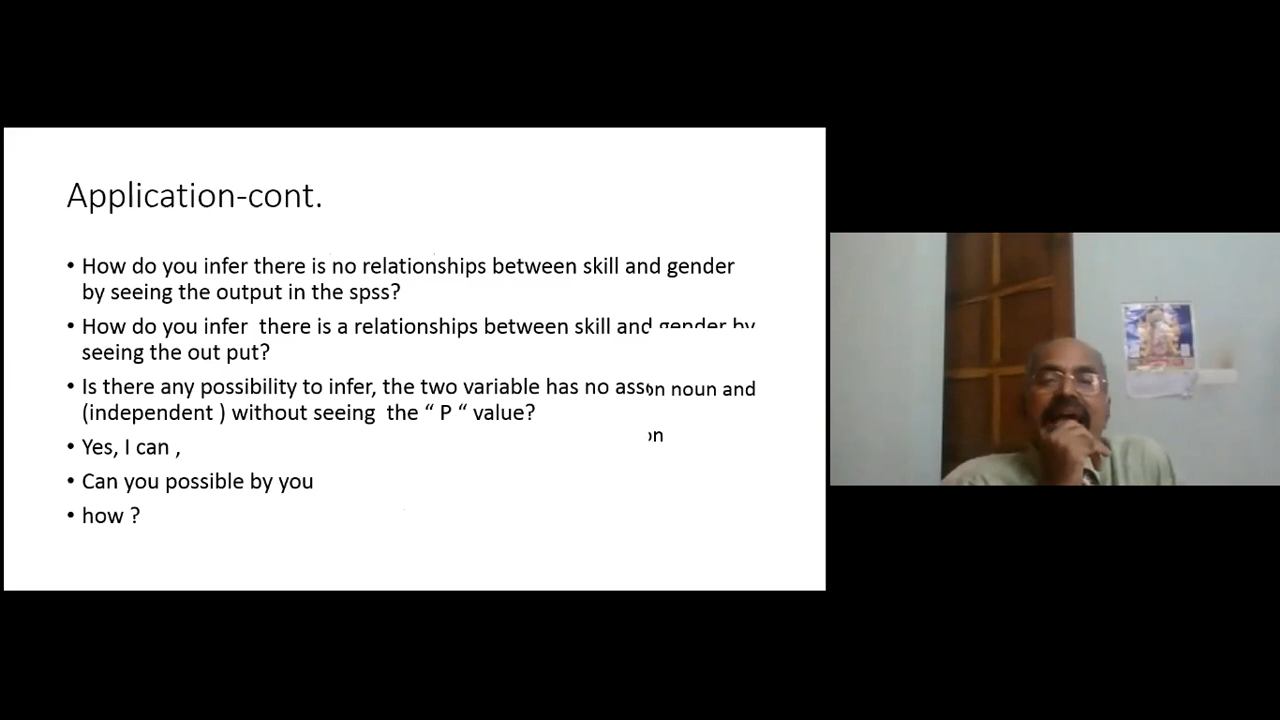 Application-cont.
• How do you infer there is no relationships between skill and gender
by seeing the output in the spss?
• How do you infer there is a relationships between skill and gender by
seeing the out put?
• Is there any possibility to infer, the two variable has no noun and
(independent ) without seeing the “ P “ value?
• Yes, I can ,
• Can you possible by you
• how ?